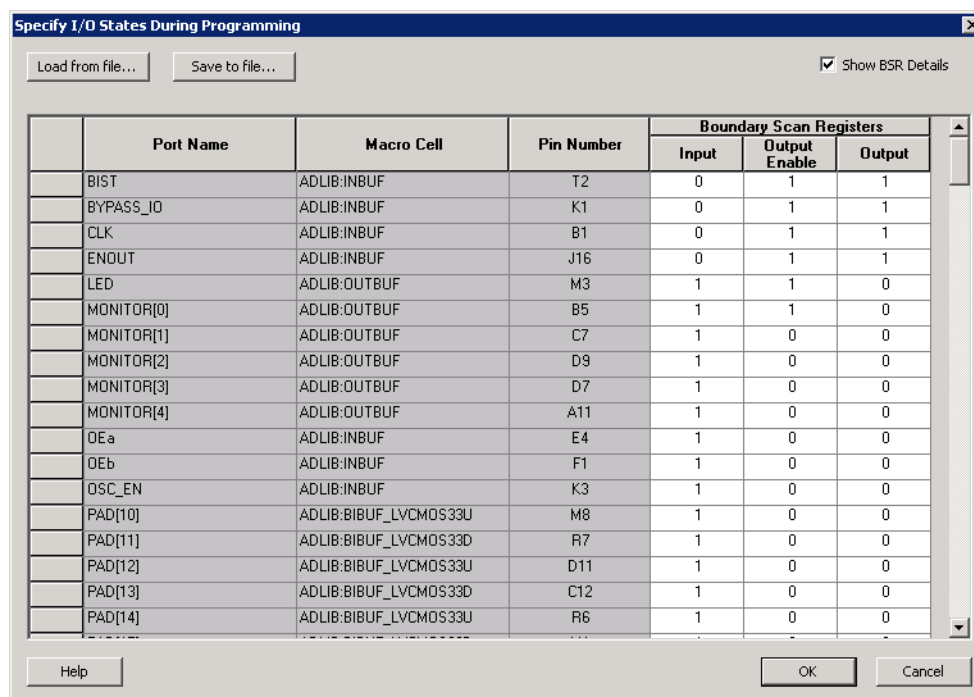 Specify I/O States During Programming
Load from file... Save to file... Show BSR Details
Boundary Scan Registers
Port Name Macro Cell Pin Number Input Output Enable Output
BIST ADLIB:INBUF T2 0 1 1
BYPASS_IO ADLIB:INBUF K1 0 1 1
CLK ADLIB:INBUF B1 0 1 1
ENOUT ADLIB:INBUF J16 0 1 1
LED ADLIB:OUTBUF M3 1 1 0
MONITOR[0] ADLIB:OUTBUF B5 1 1 0
MONITOR[1] ADLIB:OUTBUF C7 1 0 0
MONITOR[2] ADLIB:OUTBUF D9 1 0 0
MONITOR[3] ADLIB:OUTBUF D7 1 0 0
MONITOR[4] ADLIB:OUTBUF A11 1 0 0
OEa ADLIB:INBUF E4 1 0 0
OEb ADLIB:INBUF F1 1 0 0
OSC_EN ADLIB:INBUF K3 1 0 0
PAD[10] ADLIB:BIBUF_LVCMOS33U M8 1 0 0
PAD[11] ADLIB:BIBUF_LVCMOS33D R7 1 0 0
PAD[12] ADLIB:BIBUF_LVCMOS33U D11 1 0 0
PAD[13] ADLIB:BIBUF_LVCMOS33D C12 1 0 0
PAD[14] ADLIB:BIBUF_LVCMOS33U R6 1 0 0
Help OK Cancel